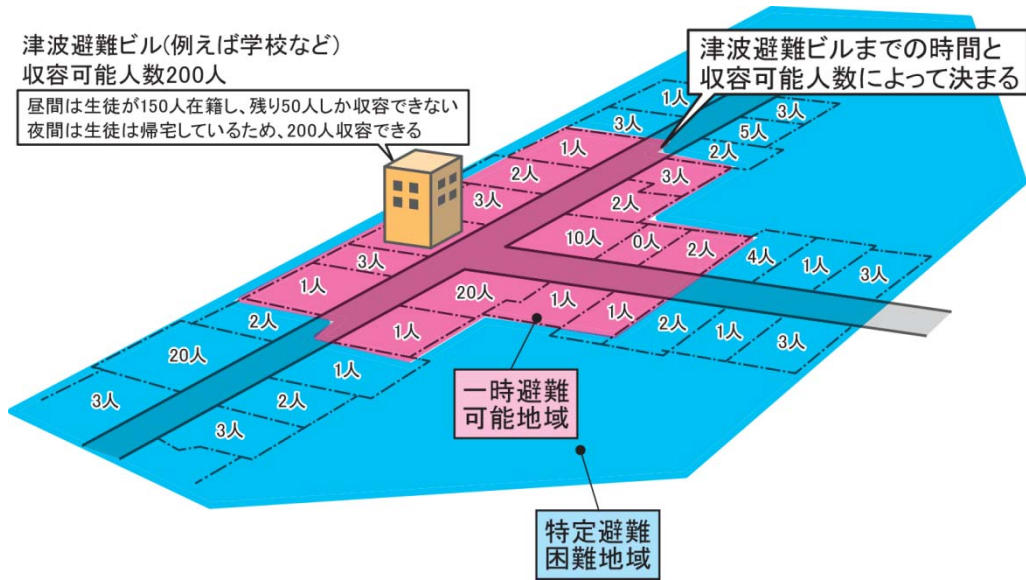 津波避難ビル(例えば学校など)
収容可能人数200人
昼間は生徒が150人在籍し、残り50人しか収容できない
夜間は生徒は帰宅しているため、200人収容できる
津波避難ビルまでの時間と
収容可能人数によって決まる
1人
3人
3人
5人
2人
1人
2人
3人
3人
2人
10人
0人
2人
4人
1人
3人
3人
1人
20人
1人
1人
2人
1人
3人
1人
2人
20人
3人
1人
2人
3人
一時避難
可能地域
特定避難
困難地域